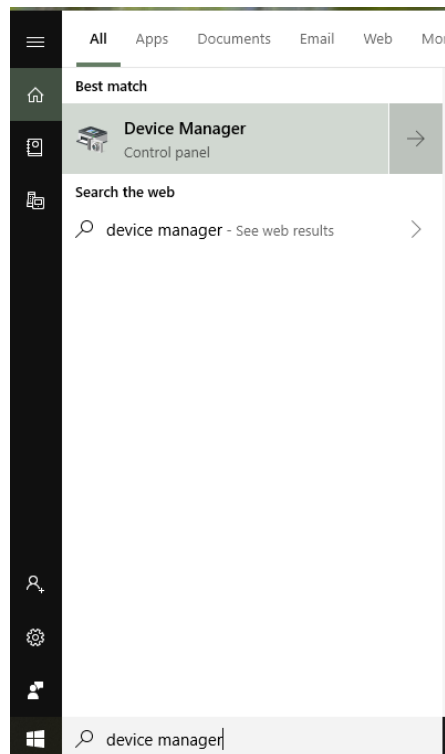 All Apps Documents Email Web Mor
Best match
Device Manager
Control panel
Search the web
device manager - See web results
device manager